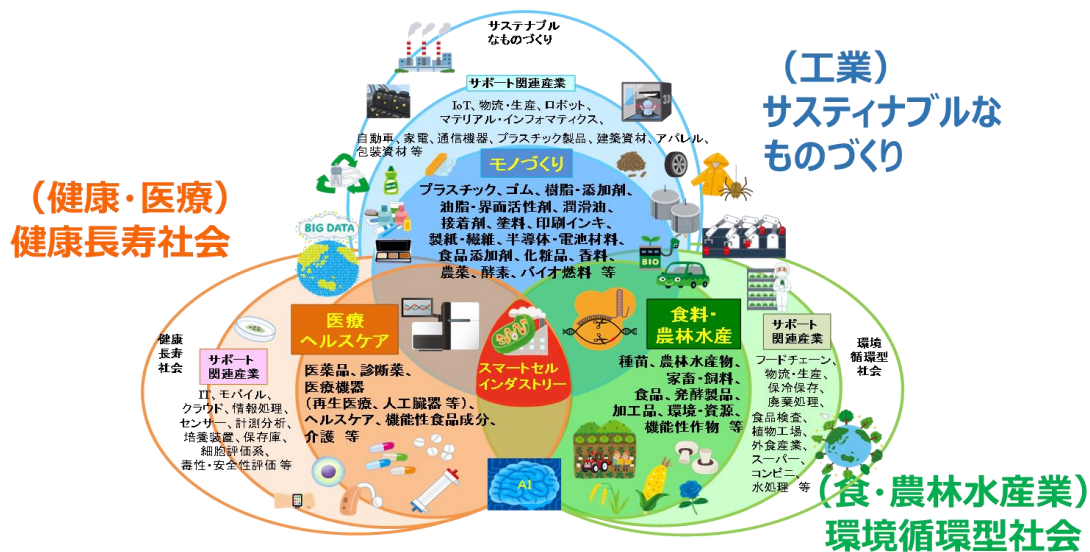 サステナブル
なものづくり
サポート関連産業
IoT、物流・生産、ロボット、
マテリアル・インフォマティクス、
自動車、家電、通信機器、プラスチック製品、建築資材、アパレル、
包装資材 等
モノづくり
プラスチック、ゴム、樹脂・添加剤、
油脂・界面活性剤、潤滑油、
接着剤、塗料、印刷インキ、
製紙・繊維、半導体・電池材料、
食品添加剤、化粧品、香料、
農薬、酵素、バイオ燃料 等
（工業）
サスティナブルな
ものづくり
（健康・医療）
健康長寿社会
BIG DATA
3D
BIO
健康
長寿
社会
サポート
関連産業
IT、モバイル、
クラウド、情報処理、
センサー、計測分析、
培養装置、保存庫、
細胞評価系、
毒性・安全性評価 等
医療
ヘルスケア
医薬品、診断薬、
医療機器
（再生医療、人工臓器 等）、
ヘルスケア、機能性食品成分、
介護 等
スマートセル
インダストリー
AI
食料・
農林水産
種苗、農林水産物、
家畜・飼料、
食品、発酵製品、
加工品、環境・資源、
機能性作物 等
サポート
関連産業
フードチェーン、
物流・生産、
保冷保存、
廃棄処理、
食品検査、
植物工場、
外食産業、
スーパー、
コンビニ、
水処理 等
環境
循環型
社会
（食・農林水産業）
環境循環型社会